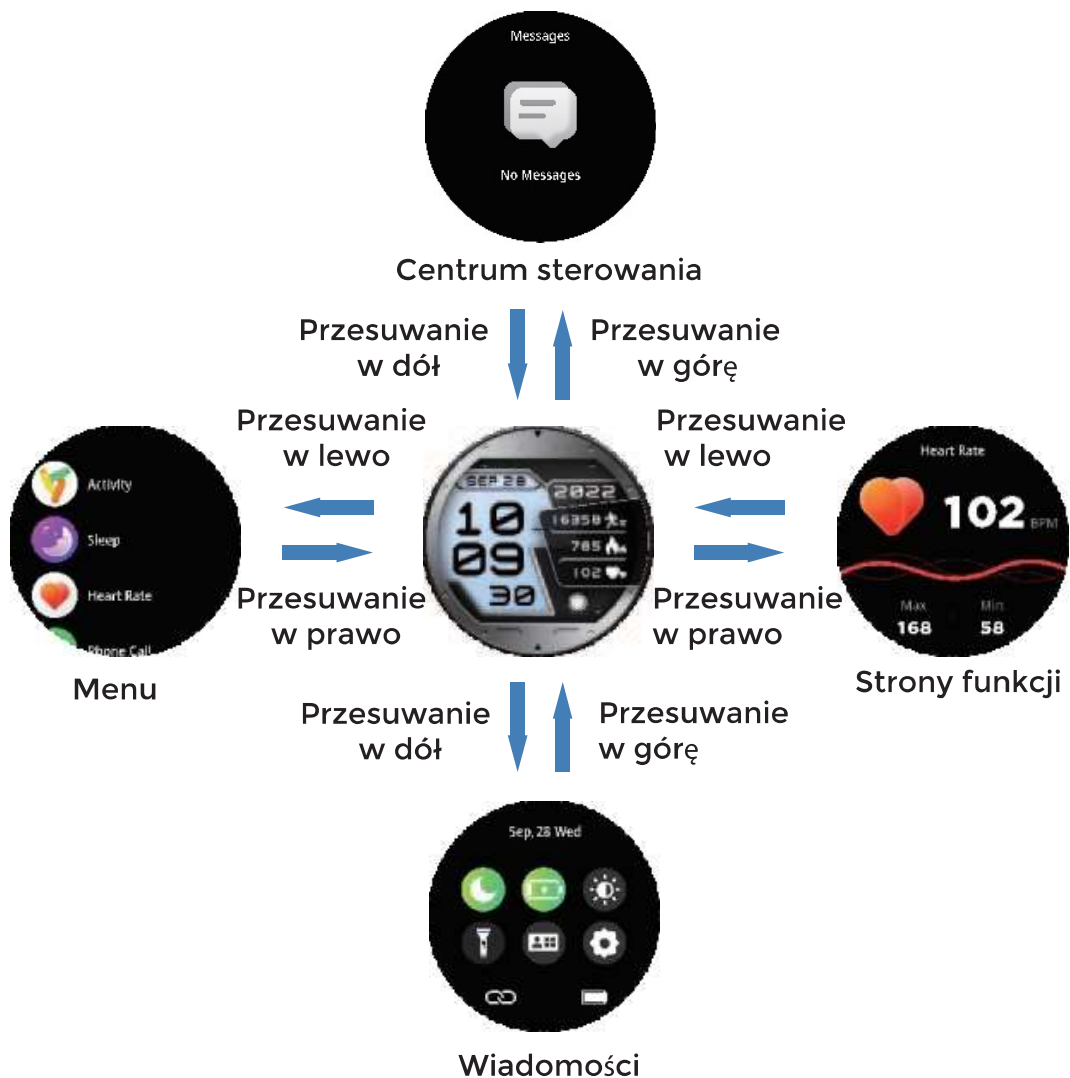 Messages
No Messages
Centrum sterowania
Przesuwanie
w dół
Przesuwanie
w górę
Przesuwanie
w lewo
Przesuwanie
w lewo
Activity
Sleep
Heart Rate
Phone Call
Menu
SEP 28
10
09
30
2022
16358
785
102
Heart Rate
102 BPM
Max
168
Min
58
Strony funkcji
Przesuwanie
w prawo
Przesuwanie
w prawo
Przesuwanie
w dół
Przesuwanie
w górę
Sep, 28 Wed
Wiadomości